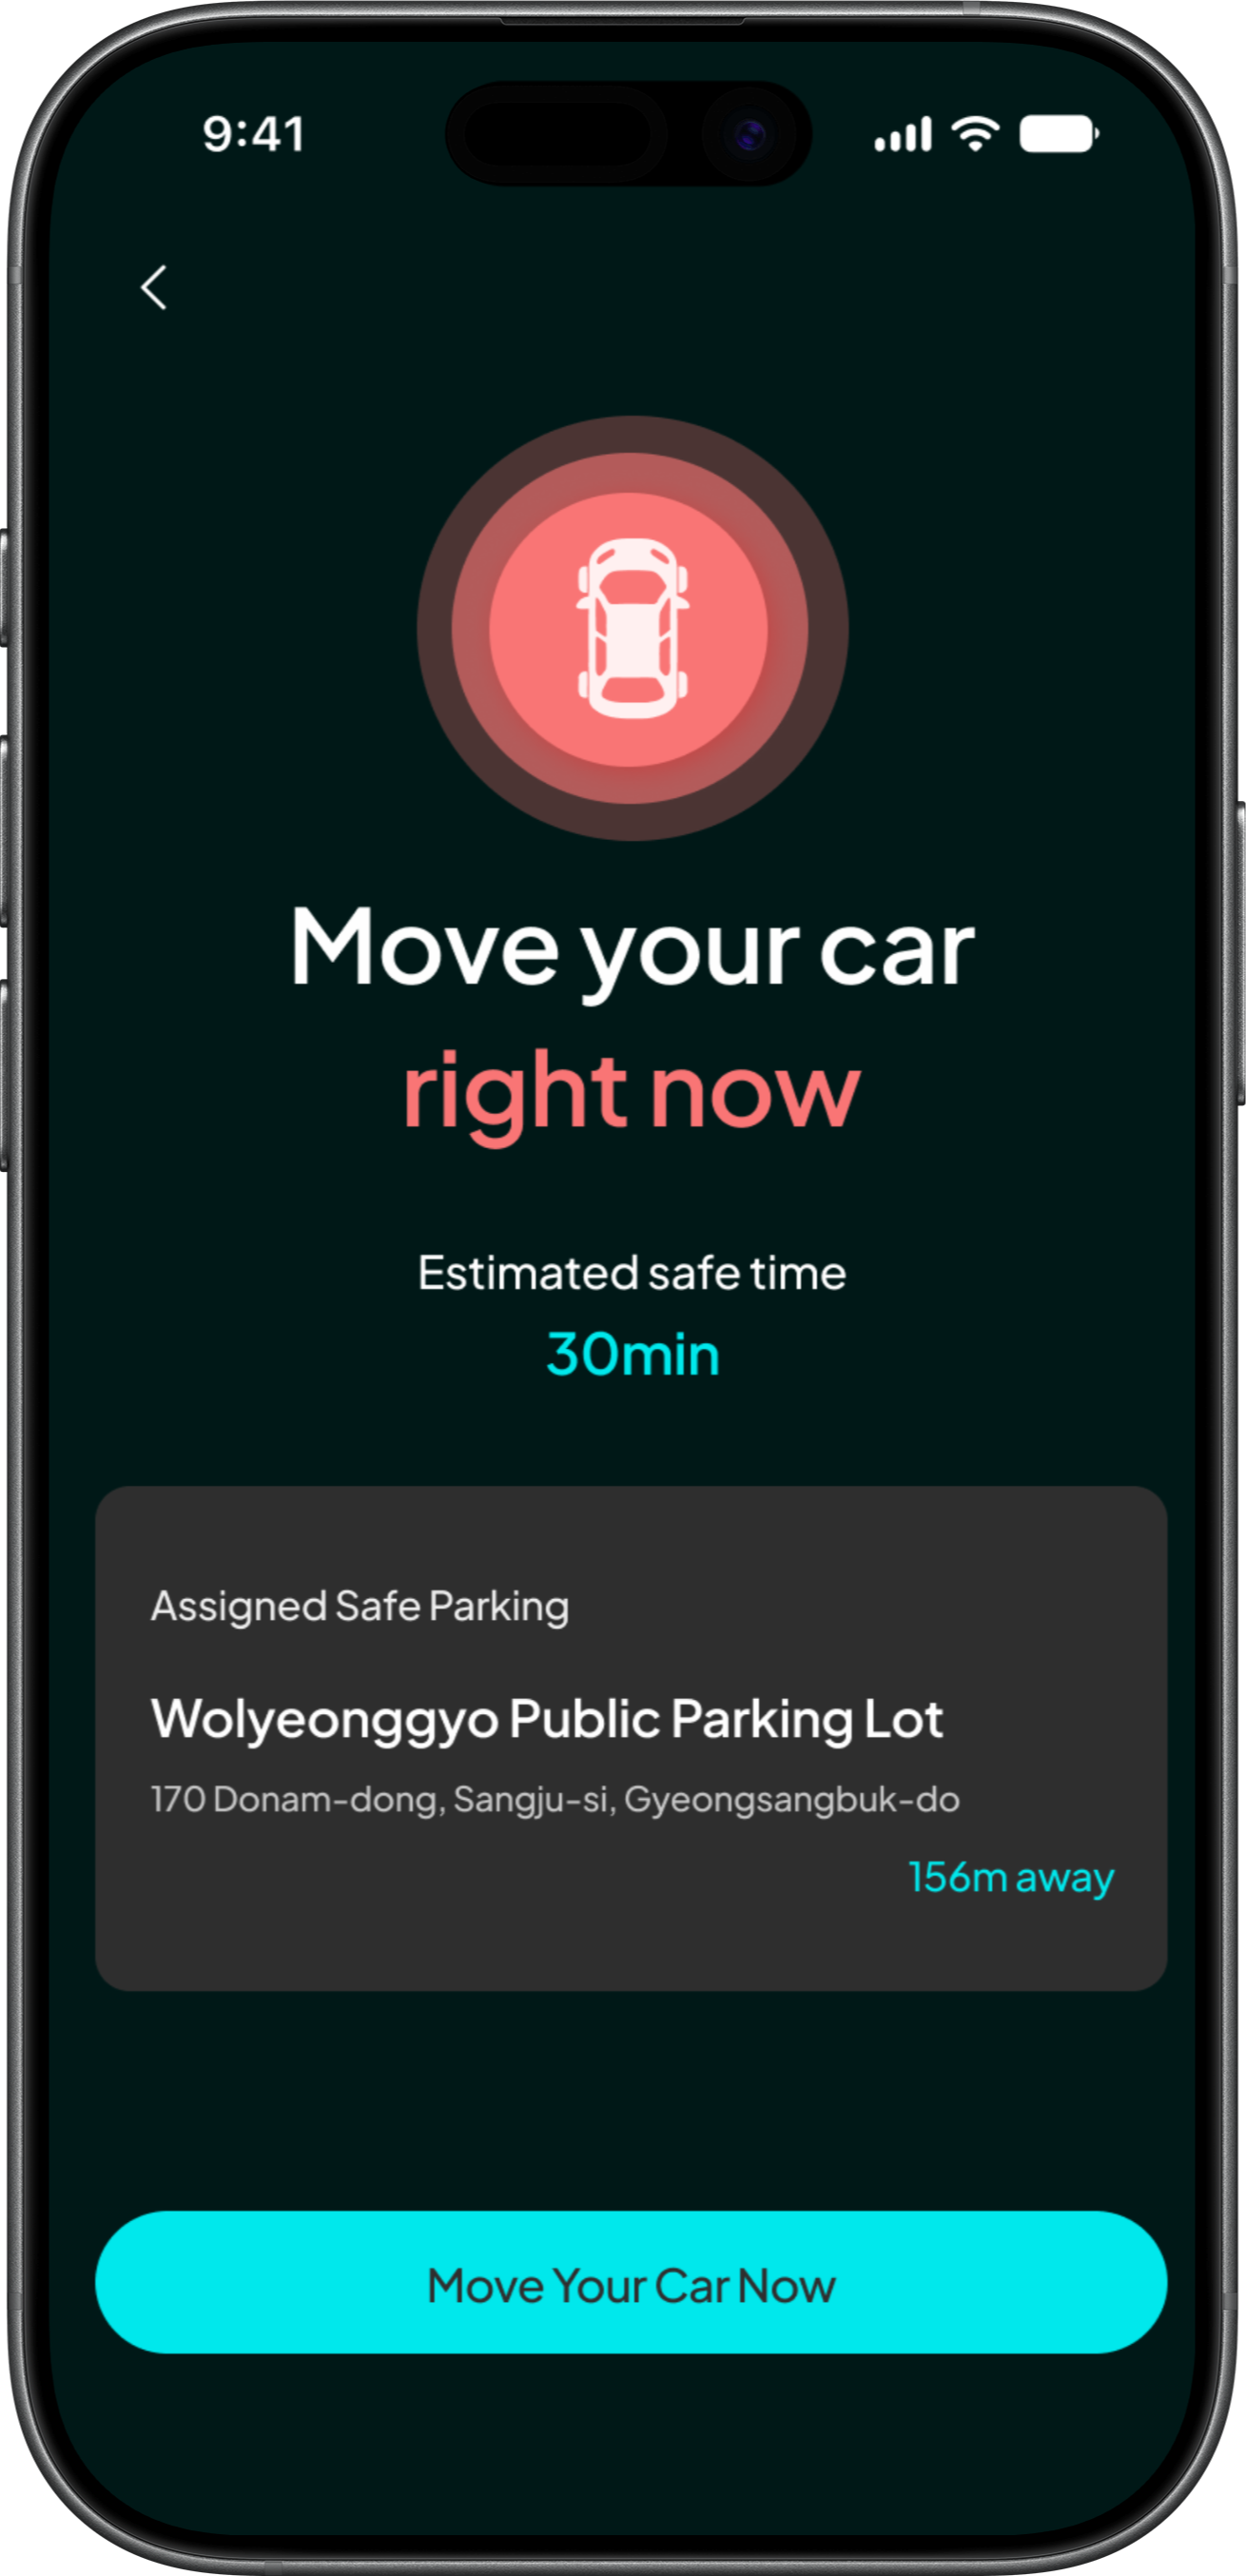 9:41
Move your car
right now
Estimated safe time
30min
Assigned Safe Parking
Wolyeonggyo Public Parking Lot
170 Donam-dong, Sangju-si, Gyeongsangbuk-do
156m away
Move Your Car Now